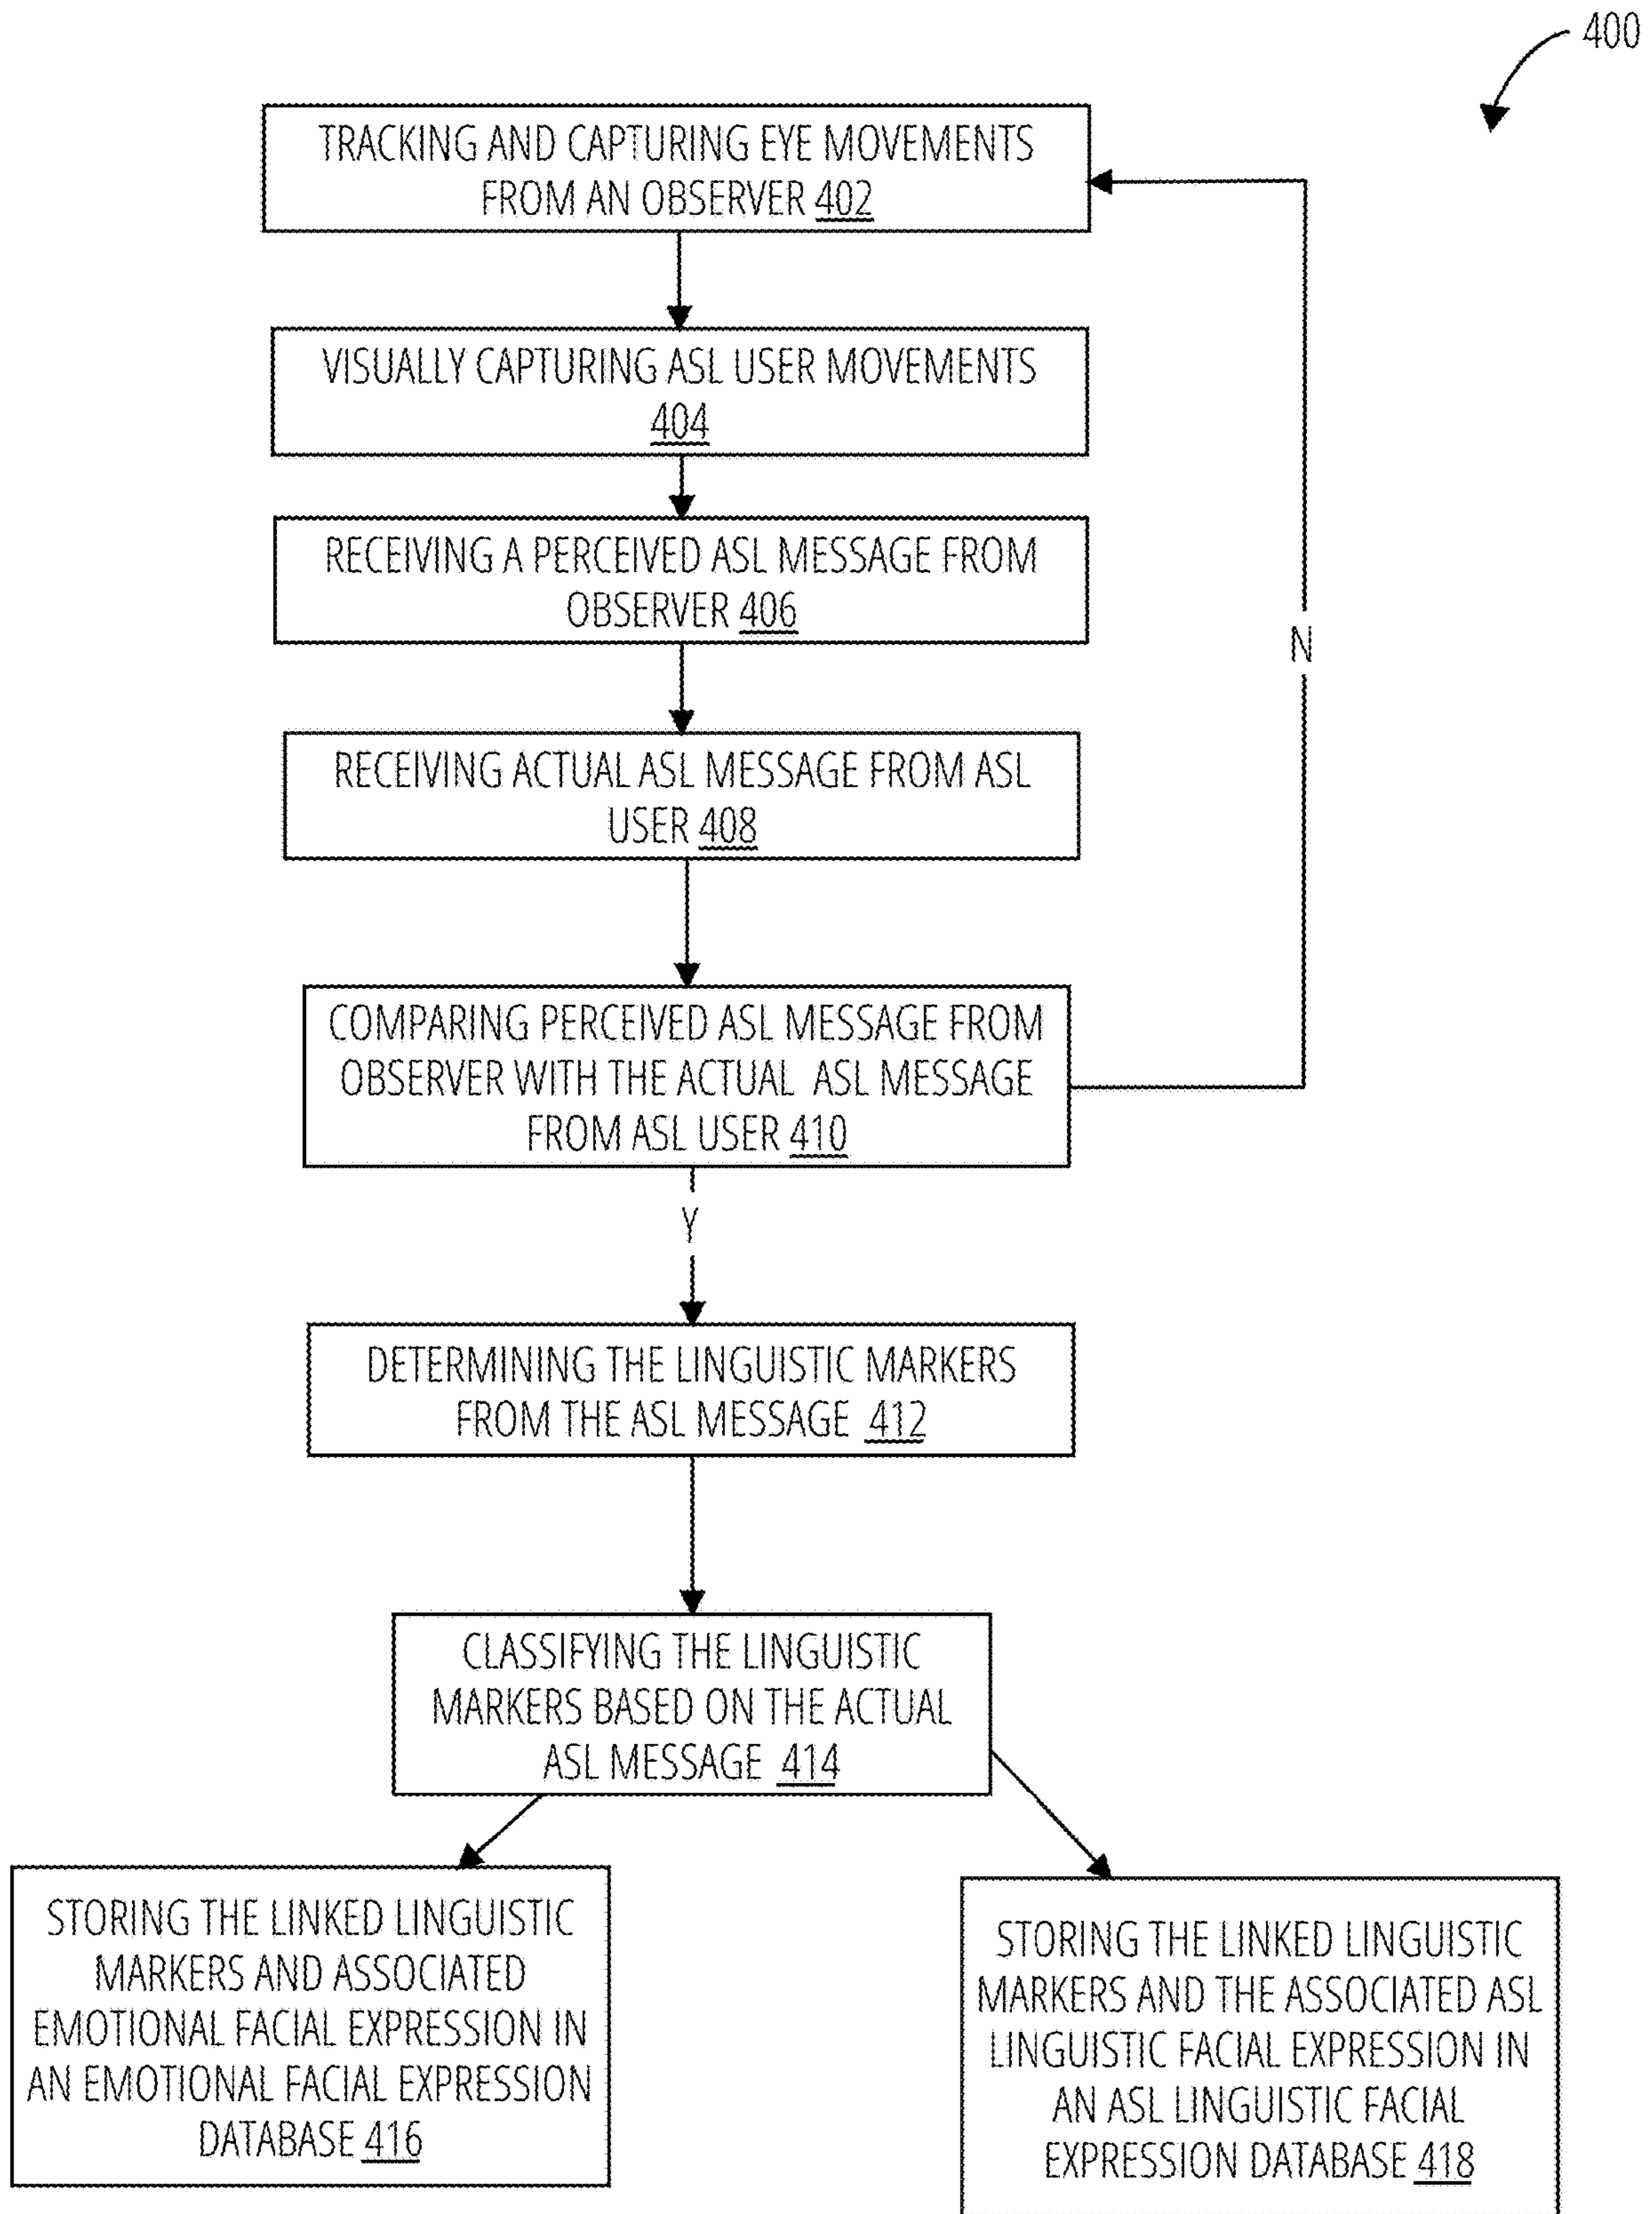 400
TRACKING AND CAPTURING EYE MOVEMENTS
FROM AN OBSERVER 402
VISUALLY CAPTURING ASL USER MOVEMENTS
404
RECEIVING A PERCEIVED ASL MESSAGE FROM
OBSERVER 406
N
RECEIVING ACTUAL ASL MESSAGE FROM ASL
USER 408
COMPARING PERCEIVED ASL MESSAGE FROM
OBSERVER WITH THE ACTUAL ASL MESSAGE
FROM ASL USER 410
Y
DETERMINING THE LINGUISTIC MARKERS
FROM THE ASL MESSAGE 412
CLASSIFYING THE LINGUISTIC
MARKERS BASED ON THE ACTUAL
ASL MESSAGE 414
STORING THE LINKED LINGUISTIC
MARKERS AND ASSOCIATED
EMOTIONAL FACIAL EXPRESSION IN
AN EMOTIONAL FACIAL EXPRESSION
DATABASE 416
STORING THE LINKED LINGUISTIC
MARKERS AND THE ASSOCIATED ASL
LINGUISTIC FACIAL EXPRESSION IN
AN ASL LINGUISTIC FACIAL
EXPRESSION DATABASE 418